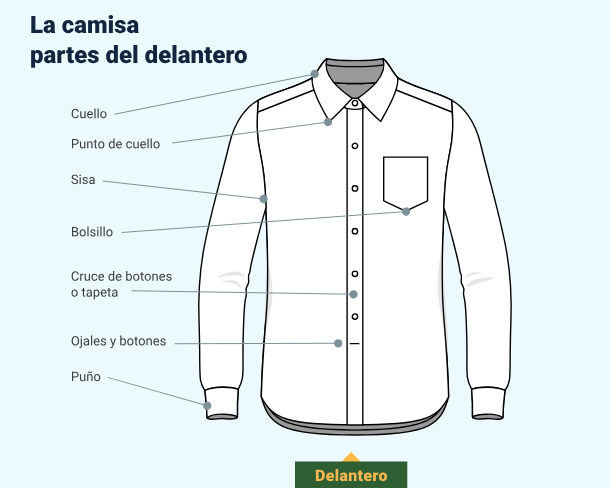 La camisa
partes del delantero
Cuello
Punto de cuello
Sisa
Bolsillo
Cruce de botones
o tapeta
Ojales y botones
Puño
Delantero